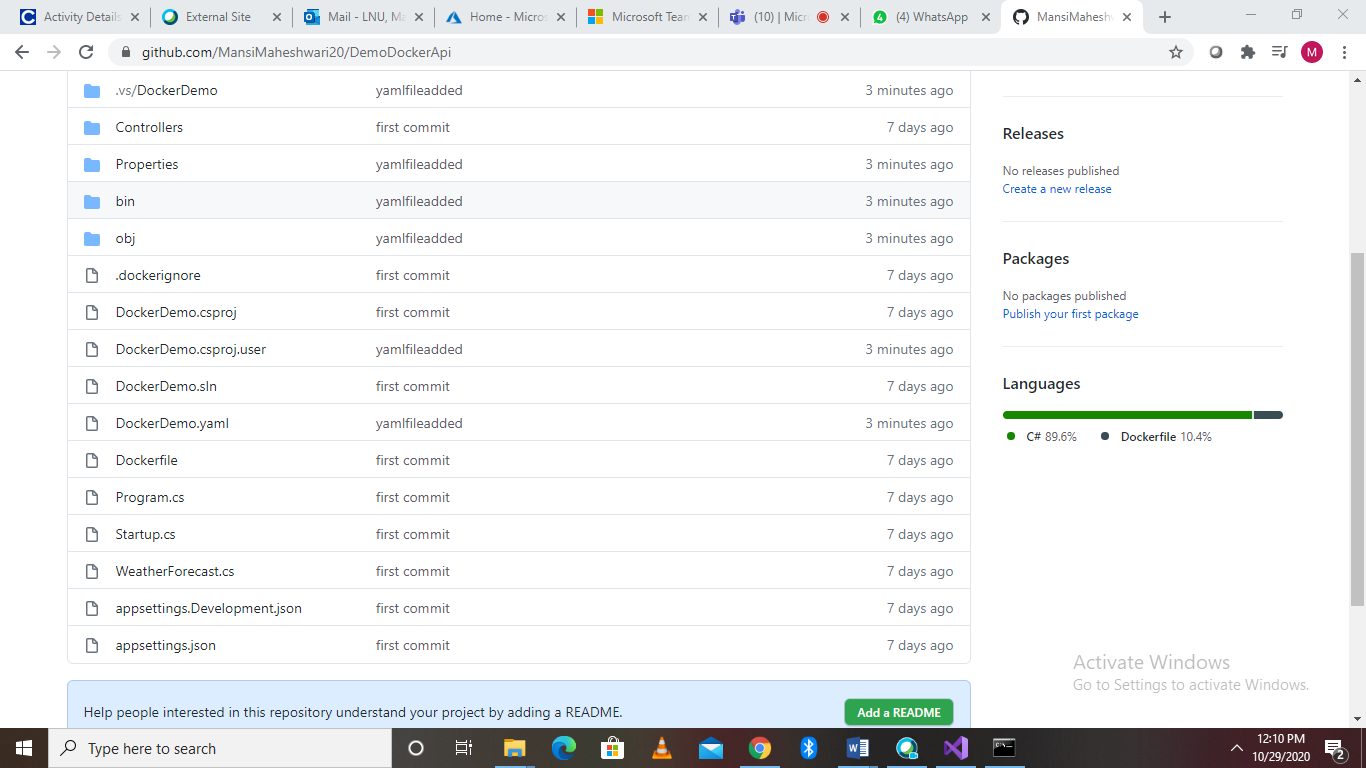 Activity Details
External Site
Mail - LNU, Ma
Home - Micros
Microsoft Team
(10) | Micr
(4) WhatsApp
MansiMaheshw
github.com/MansiMaheshwari20/DemoDockerApi
M
.vs/DockerDemo yamlfileadded 3 minutes ago
Controllers first commit 7 days ago
Properties yamlfileadded 3 minutes ago
bin yamlfileadded 3 minutes ago
obj yamlfileadded 3 minutes ago
.dockerignore first commit 7 days ago
DockerDemo.csproj first commit 7 days ago
DockerDemo.csproj.user yamlfileadded 3 minutes ago
DockerDemo.sln first commit 7 days ago
DockerDemo.yaml yamlfileadded 3 minutes ago
Dockerfile first commit 7 days ago
Program.cs first commit 7 days ago
Startup.cs first commit 7 days ago
WeatherForecast.cs first commit 7 days ago
appsettings.Development.json first commit 7 days ago
appsettings.json first commit 7 days ago
Help people interested in this repository understand your project by adding a README.
Add a README
Releases
No releases published
Create a new release
Packages
No packages published
Publish your first package
Languages
C# 89.6% Dockerfile 10.4%
Activate Windows
Go to Settings to activate Windows.
Type here to search
12:10 PM
10/29/2020
2